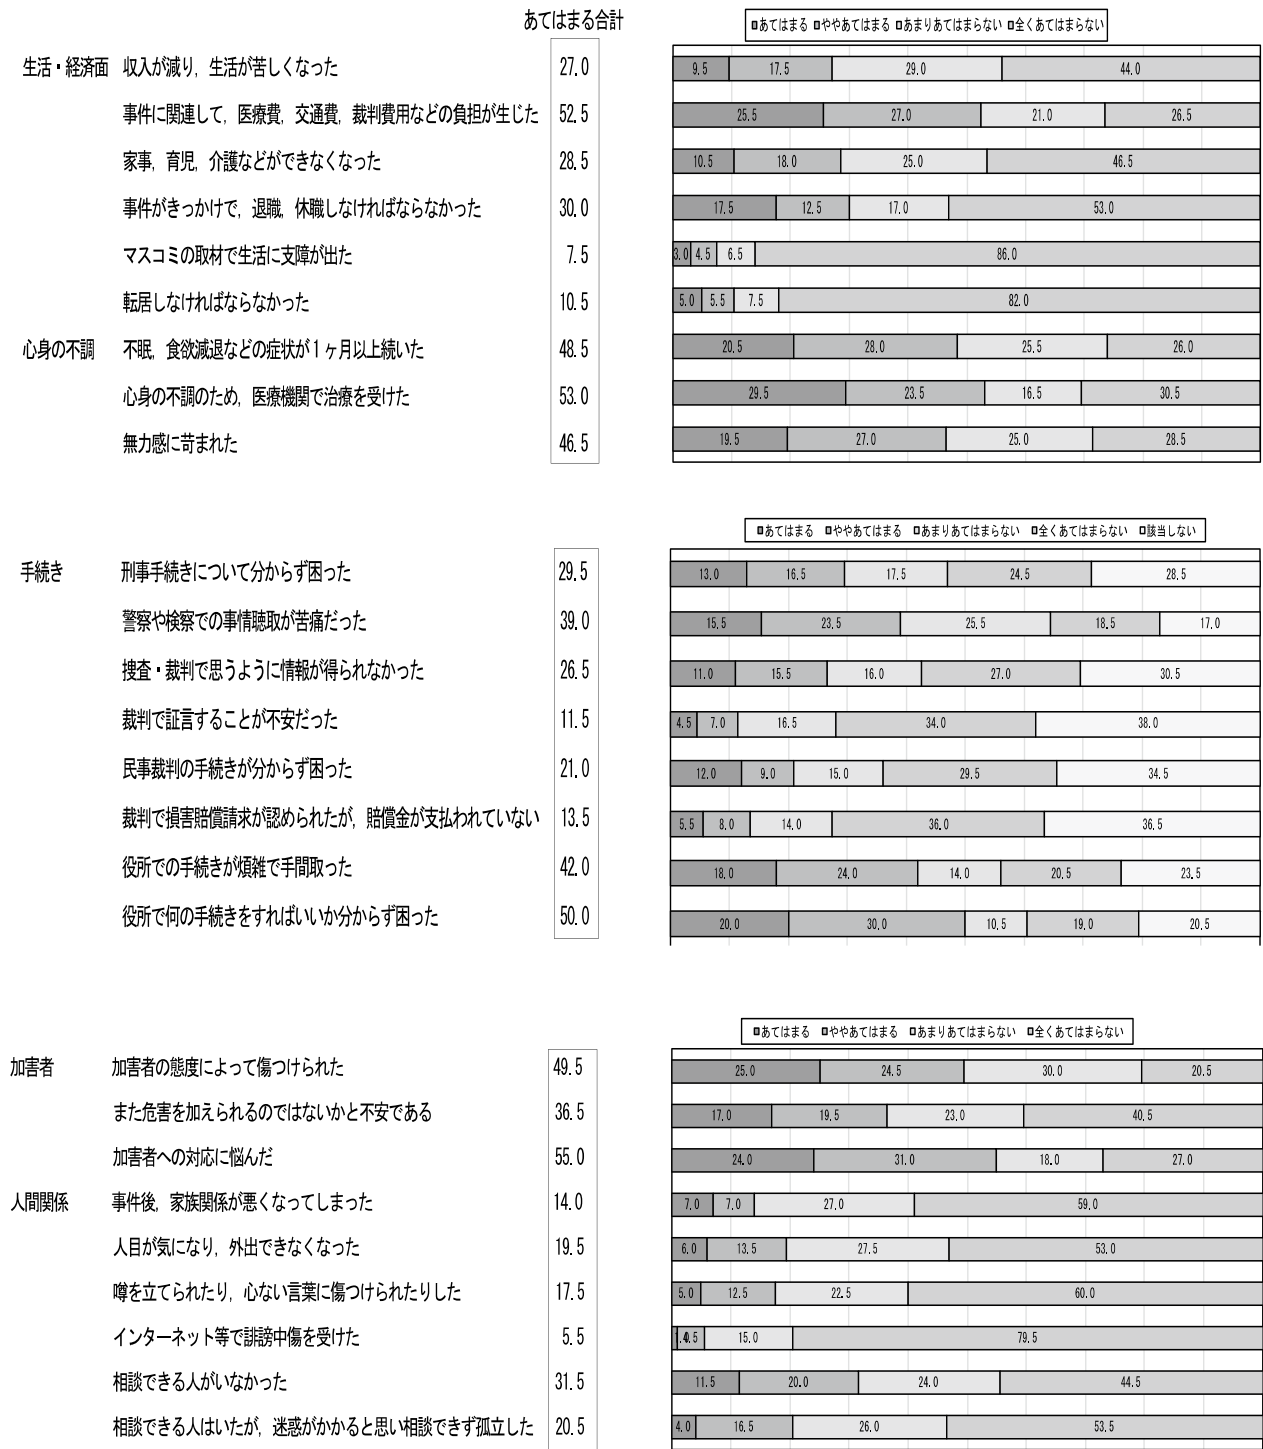 あてはまる合計
■あてはまる ■ややあてはまる □あまりあてはまらない □全くあてはまらない
生活・経済面 収入が減り，生活が苦しくなった 27.0 9.5 17.5 29.0 44.0
事件に関連して，医療費，交通費，裁判費用などの負担が生じた 52.5 25.5 27.0 21.0 26.5
家事，育児，介護などができなくなった 28.5 10.5 18.0 25.0 46.5
事件がきっかけで，退職，休職しなければならなかった 30.0 17.5 12.5 17.0 53.0
マスコミの取材で生活に支障が出た 7.5 3.0 4.5 6.5 86.0
転居しなければならなかった 10.5 5.0 5.5 7.5 82.0
心身の不調 不眠，食欲減退などの症状が１ヶ月以上続いた 48.5 20.5 28.0 25.5 26.0
心身の不調のため，医療機関で治療を受けた 53.0 29.5 23.5 16.5 30.5
無力感に苛まれた 46.5 19.5 27.0 25.0 28.5
■あてはまる ■ややあてはまる □あまりあてはまらない □全くあてはまらない □該当しない
手続き 刑事手続きについて分からず困った 29.5 13.0 16.5 17.5 24.5 28.5
警察や検察での事情聴取が苦痛だった 39.0 15.5 23.5 25.5 18.5 17.0
捜査・裁判で思うように情報が得られなかった 26.5 11.0 15.5 16.0 27.0 30.5
裁判で証言することが不安だった 11.5 4.5 7.0 16.5 34.0 38.0
民事裁判の手続きが分からず困った 21.0 12.0 9.0 15.0 29.5 34.5
裁判で損害賠償請求が認められたが，賠償金が支払われていない 13.5 5.5 8.0 14.0 36.0 36.5
役所での手続きが煩雑で手間取った 42.0 18.0 24.0 14.0 20.5 23.5
役所で何の手続きをすればいいか分からず困った 50.0 20.0 30.0 10.5 19.0 20.5
■あてはまる ■ややあてはまる □あまりあてはまらない □全くあてはまらない
加害者 加害者の態度によって傷つけられた 49.5 25.0 24.5 30.0 20.5
また危害を加えられるのではないかと不安である 36.5 17.0 19.5 23.0 40.5
加害者への対応に悩んだ 55.0 24.0 31.0 18.0 27.0
人間関係 事件後，家族関係が悪くなってしまった 14.0 7.0 7.0 27.0 59.0
人目が気になり，外出できなくなった 19.5 6.0 13.5 27.5 53.0
噂を立てられたり，心ない言葉に傷つけられたりした 17.5 5.0 12.5 22.5 60.0
インターネット等で誹謗中傷を受けた 5.5 15.0 79.5
相談できる人がいなかった 31.5 11.5 20.0 24.0 44.5
相談できる人はいたが，迷惑がかかると思い相談できず孤立した 20.5 4.0 16.5 26.0 53.5